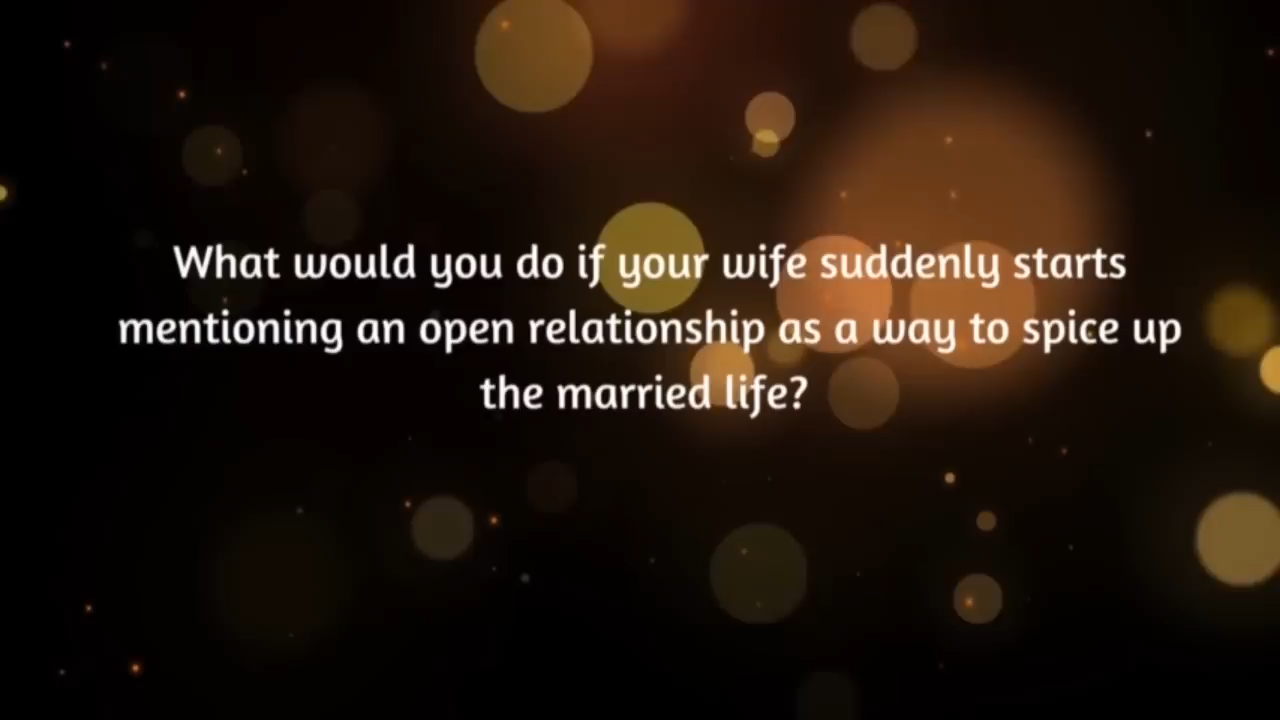 What would you do if your wife suddenly starts
mentioning an open relationship as a way to spice up
the married life?